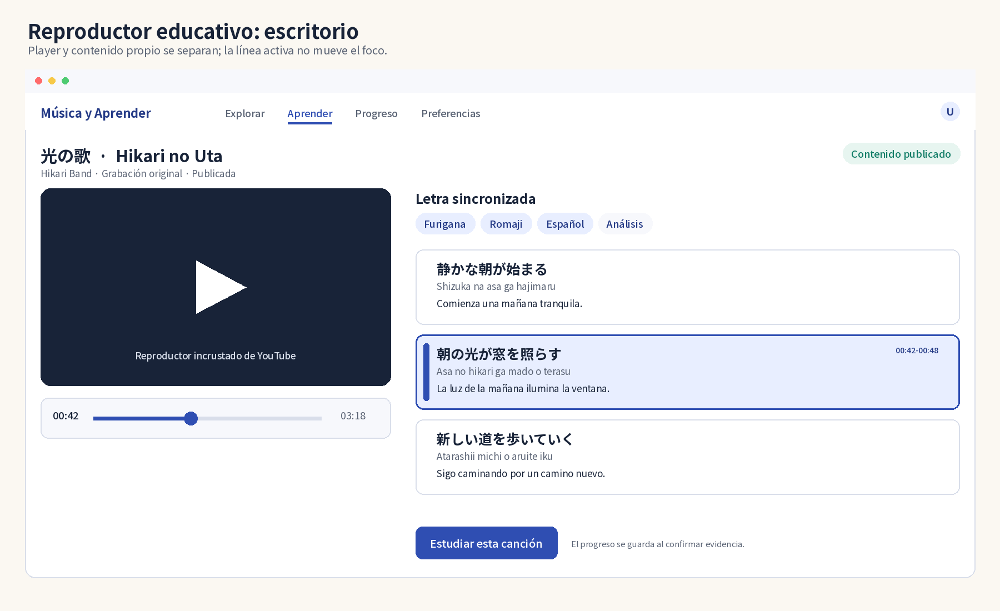 Reproductor educativo: escritorio
Player y contenido propio se separan; la línea activa no mueve el foco.
Música y Aprender
Explorar
Aprender
Progreso
Preferencias
U
光の歌 · Hikari no Uta
Hikari Band · Grabación original · Publicada
Contenido publicado
Reproductor incrustado de YouTube
00:42
03:18
Letra sincronizada
Furigana
Romaji
Español
Análisis
静かな朝が始まる
Shizuka na asa ga hajimaru
Comienza una mañana tranquila.
朝の光が窓を照らす
00:42-00:48
Asa no hikari ga mado o terasu
La luz de la mañana ilumina la ventana.
新しい道を歩いていく
Atarashii michi o aruite iku
Sigo caminando por un camino nuevo.
Estudiar esta canción
El progreso se guarda al confirmar evidencia.